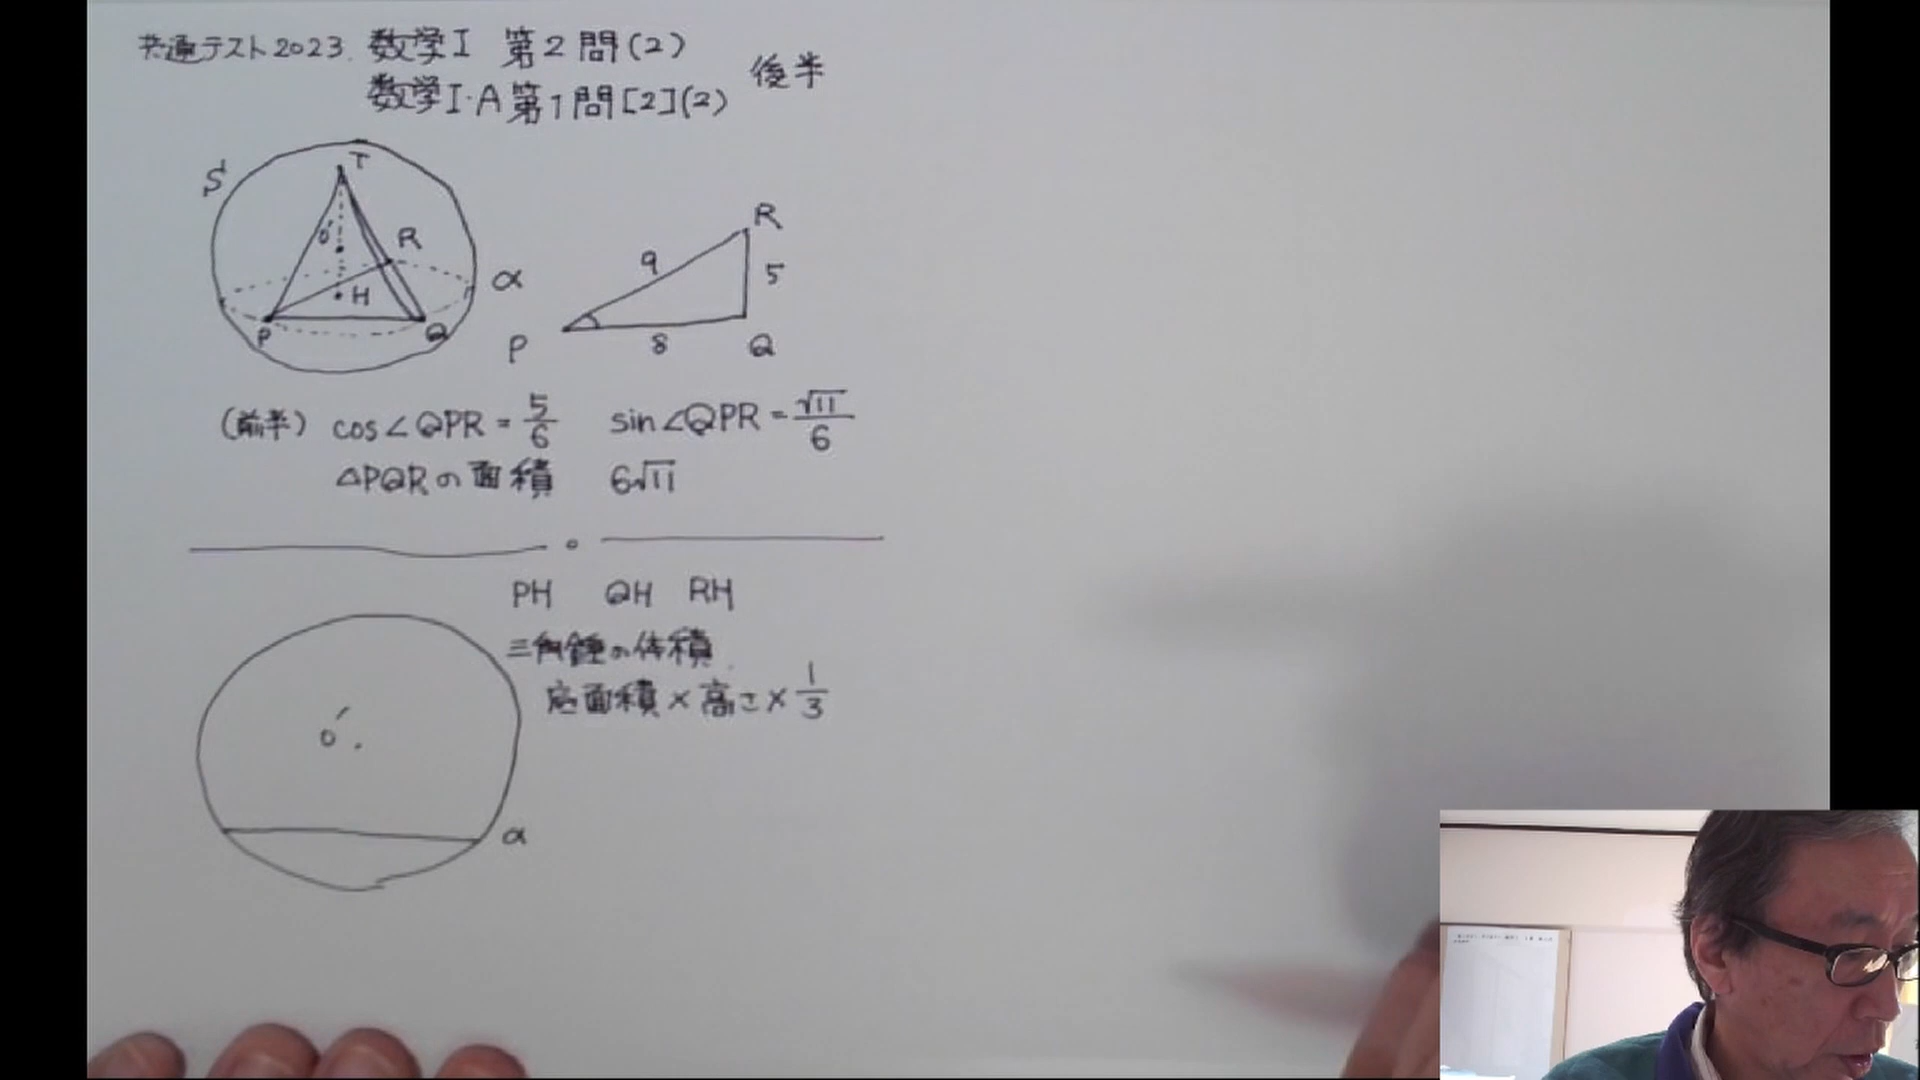 共通テスト2023. 数学I 第2問(2)
数学I・A第1問[2](2)
後半
S
T
O'
R
α
H
P
Q
R
9
5
P
8
Q
(前半) cos∠QPR = 5/6 sin∠QPR = √11/6
△PQRの面積 6√11
PH QH RH
三角錐の体積
底面積×高さ×1/3
O'
α